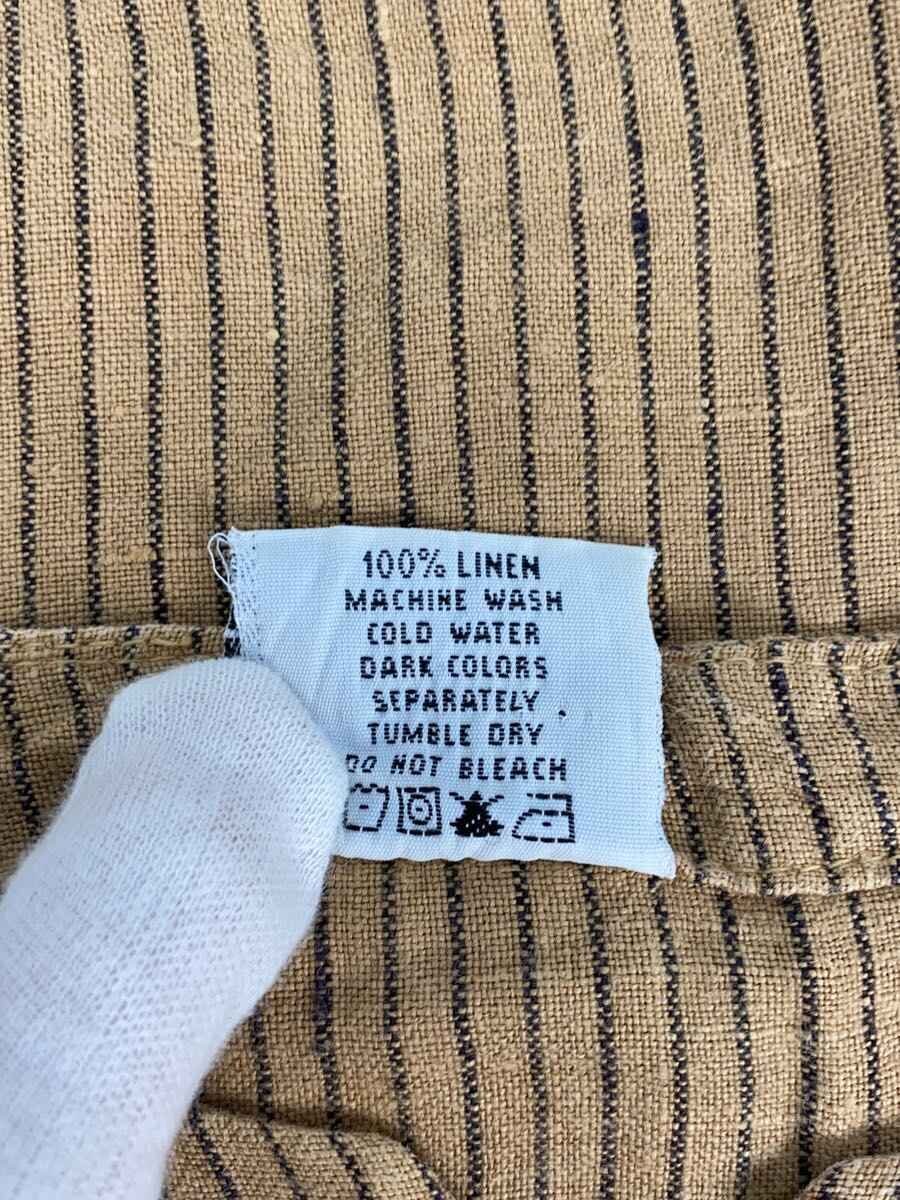 100% LINEN
MACHINE WASH
COLD WATER
DARK COLORS
SEPARATELY
TUMBLE DRY
DO NOT BLEACH